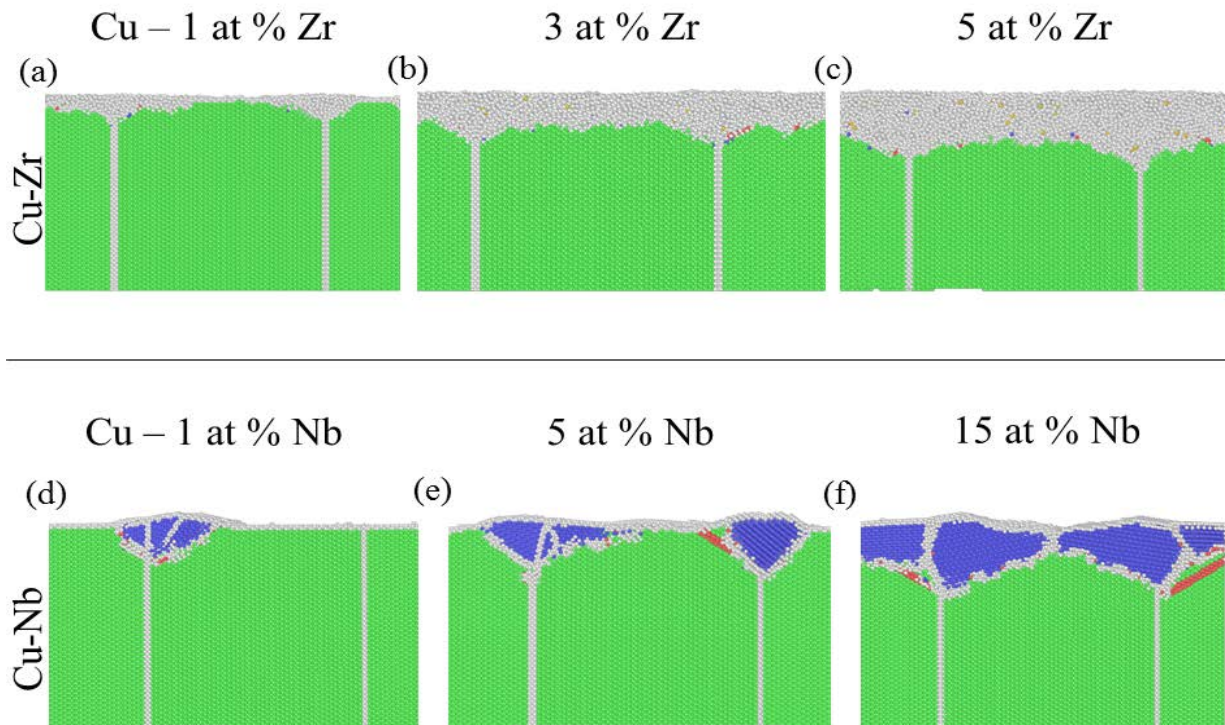 Cu – 1 at % Zr
3 at % Zr
5 at % Zr
(a)
(b)
(c)
Cu-Zr
Cu – 1 at % Nb
5 at % Nb
15 at % Nb
(d)
(e)
(f)
Cu-Nb